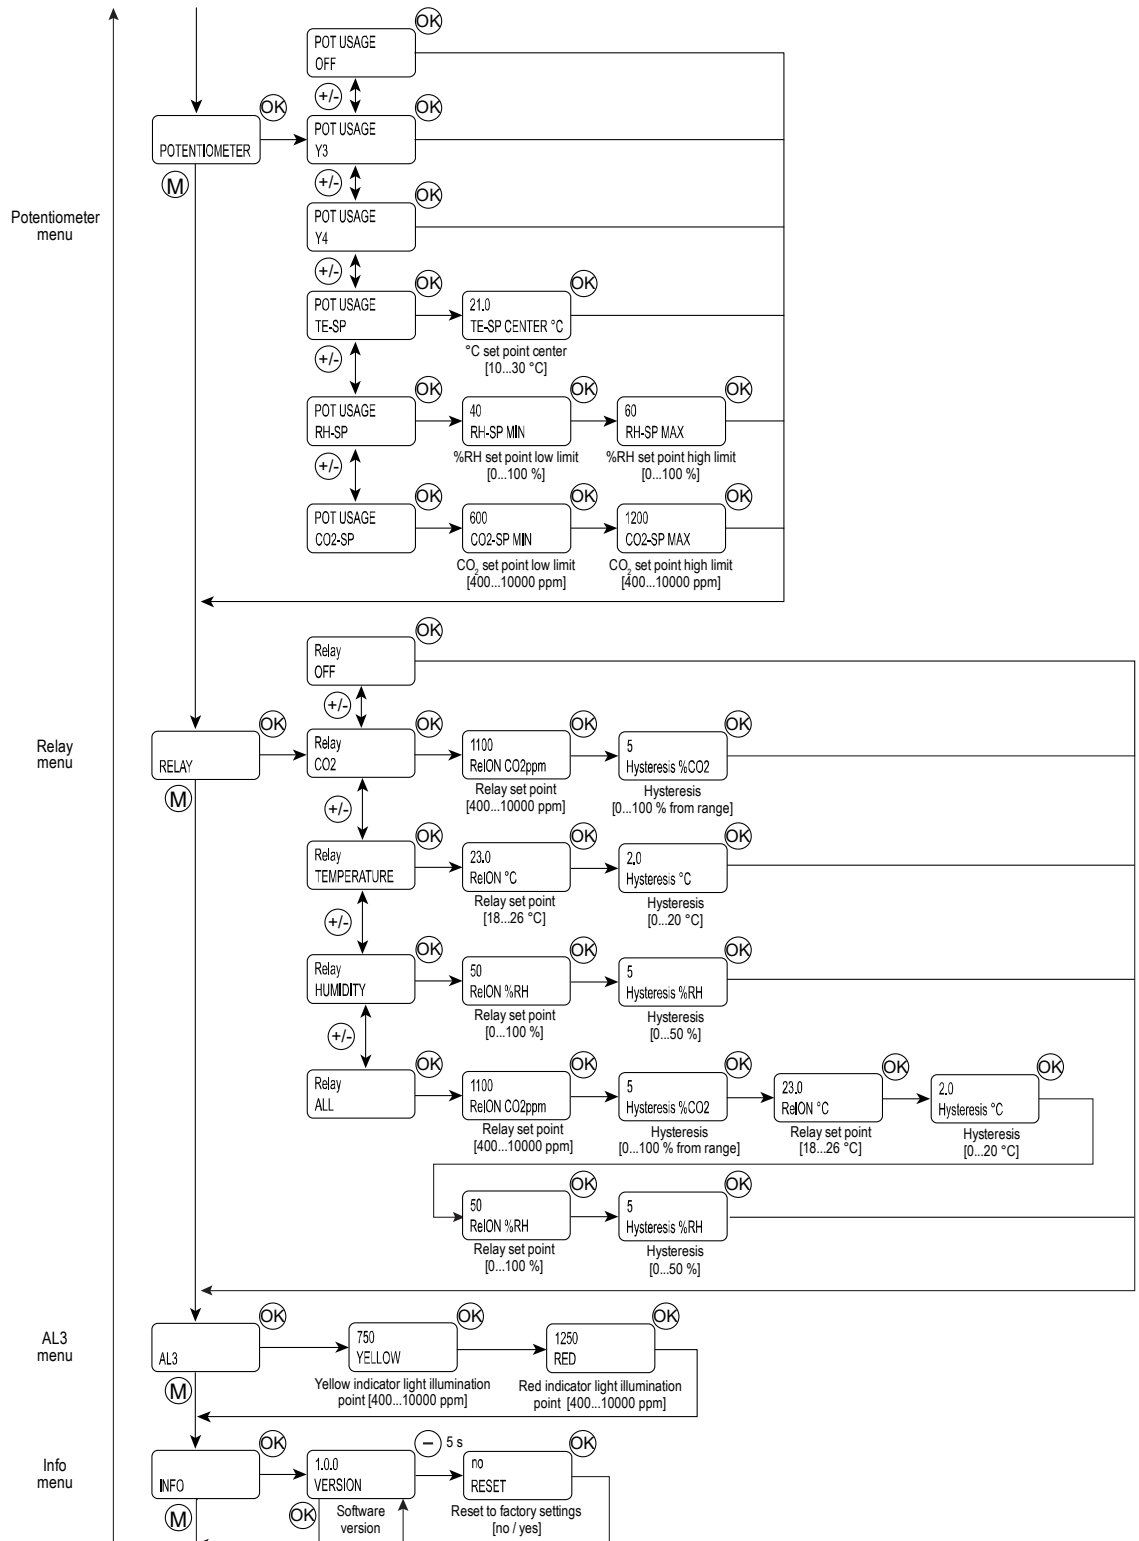 OK
POT USAGE
OFF
+/-
OK
OK
POTENTIOMETER
POT USAGE
Y3
M
+/-
OK
Potentiometer
menu
POT USAGE
Y4
+/-
OK
OK
POT USAGE
TE-SP
21.0
TE-SP CENTER °C
°C set point center
[10...30 °C]
+/-
OK
OK
OK
POT USAGE
RH-SP
40
RH-SP MIN
60
RH-SP MAX
%RH set point low limit
[0...100 %]
%RH set point high limit
[0...100 %]
+/-
OK
OK
OK
POT USAGE
CO2-SP
600
CO2-SP MIN
1200
CO2-SP MAX
CO2 set point low limit
[400...10000 ppm]
CO2 set point high limit
[400...10000 ppm]
OK
Relay
OFF
+/-
OK
OK
OK
OK
Relay
menu
RELAY
Relay
CO2
1100
RelON CO2ppm
5
Hysteresis %CO2
M
Relay set point
[400...10000 ppm]
Hysteresis
[0...100 % from range]
+/-
OK
OK
OK
Relay
TEMPERATURE
23.0
RelON °C
2.0
Hysteresis °C
Relay set point
[18...26 °C]
Hysteresis
[0...20 °C]
+/-
OK
OK
OK
Relay
HUMIDITY
50
RelON %RH
5
Hysteresis %RH
Relay set point
[0...100 %]
Hysteresis
[0...50 %]
+/-
OK
OK
OK
OK
OK
Relay
ALL
1100
RelON CO2ppm
5
Hysteresis %CO2
23.0
RelON °C
2.0
Hysteresis °C
Relay set point
[400...10000 ppm]
Hysteresis
[0...100 % from range]
Relay set point
[18...26 °C]
Hysteresis
[0...20 °C]
OK
OK
50
RelON %RH
5
Hysteresis %RH
Relay set point
[0...100 %]
Hysteresis
[0...50 %]
OK
OK
OK
AL3
menu
AL3
750
YELLOW
1250
RED
M
Yellow indicator light illumination
point [400...10000 ppm]
Red indicator light illumination
point [400...10000 ppm]
OK
– 5 s
OK
Info
menu
INFO
1.0.0
VERSION
no
RESET
M
OK
Software
version
Reset to factory settings
[no / yes]